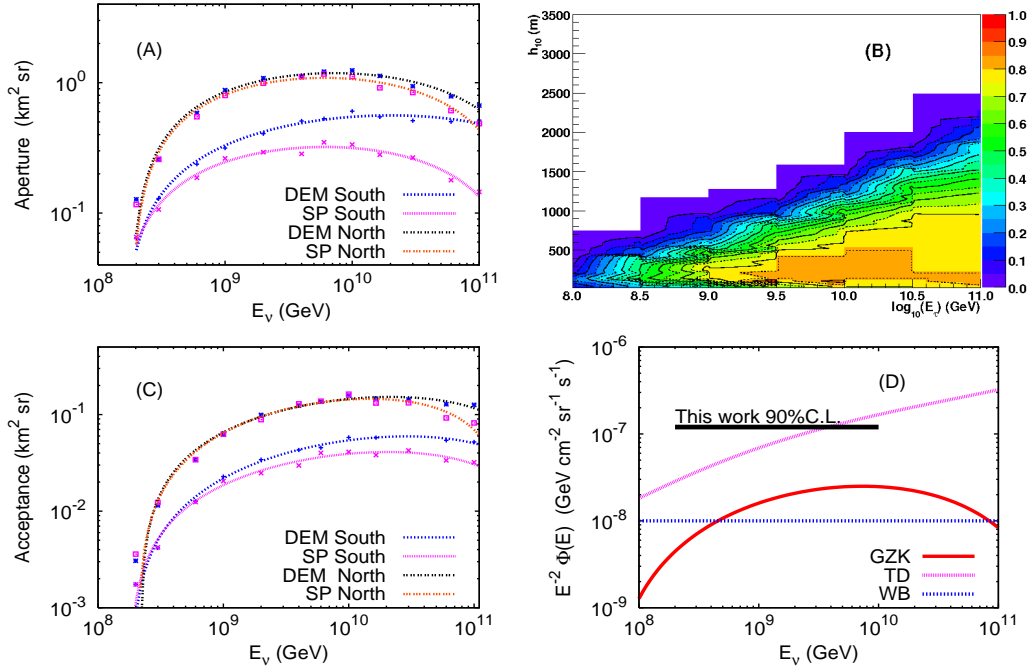 (A)
Aperture (km² sr)
10⁰
10⁻¹
DEM South
SP South
DEM North
SP North
10⁸ 10⁹ 10¹⁰ 10¹¹
Eᵥ (GeV)
(B)
h₁₀ (m)
3500
3000
2500
2000
1500
1000
500
8.0 8.5 9.0 9.5 10.0 10.5 11.0
log₁₀(Eᵥ) (GeV)
1.0
0.9
0.8
0.7
0.6
0.5
0.4
0.3
0.2
0.1
0.0
(C)
Acceptance (km² sr)
10⁻¹
10⁻²
10⁻³
DEM South
SP South
DEM North
SP North
10⁸ 10⁹ 10¹⁰ 10¹¹
Eᵥ (GeV)
(D)
E⁻² Φ(E) (GeV cm⁻² sr⁻¹ s⁻¹)
10⁻⁶
10⁻⁷
10⁻⁸
10⁻⁹
This work 90%C.L.
GZK
TD
WB
10⁸ 10⁹ 10¹⁰ 10¹¹
Eᵥ (GeV)